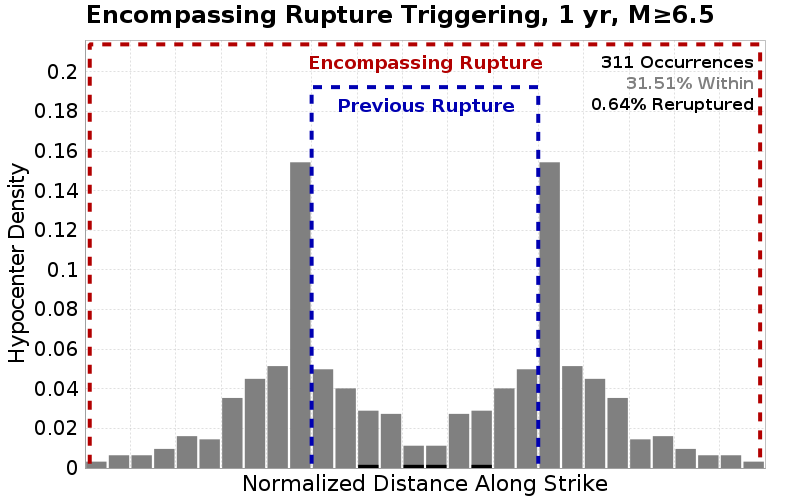 Encompassing Rupture Triggering, 1 yr, M≥6.5
Encompassing Rupture
311 Occurrences
31.51% Within
0.64% Reruptured
Previous Rupture
Hypocenter Density
0.2
0.18
0.16
0.14
0.12
0.1
0.08
0.06
0.04
0.02
0
Normalized Distance Along Strike